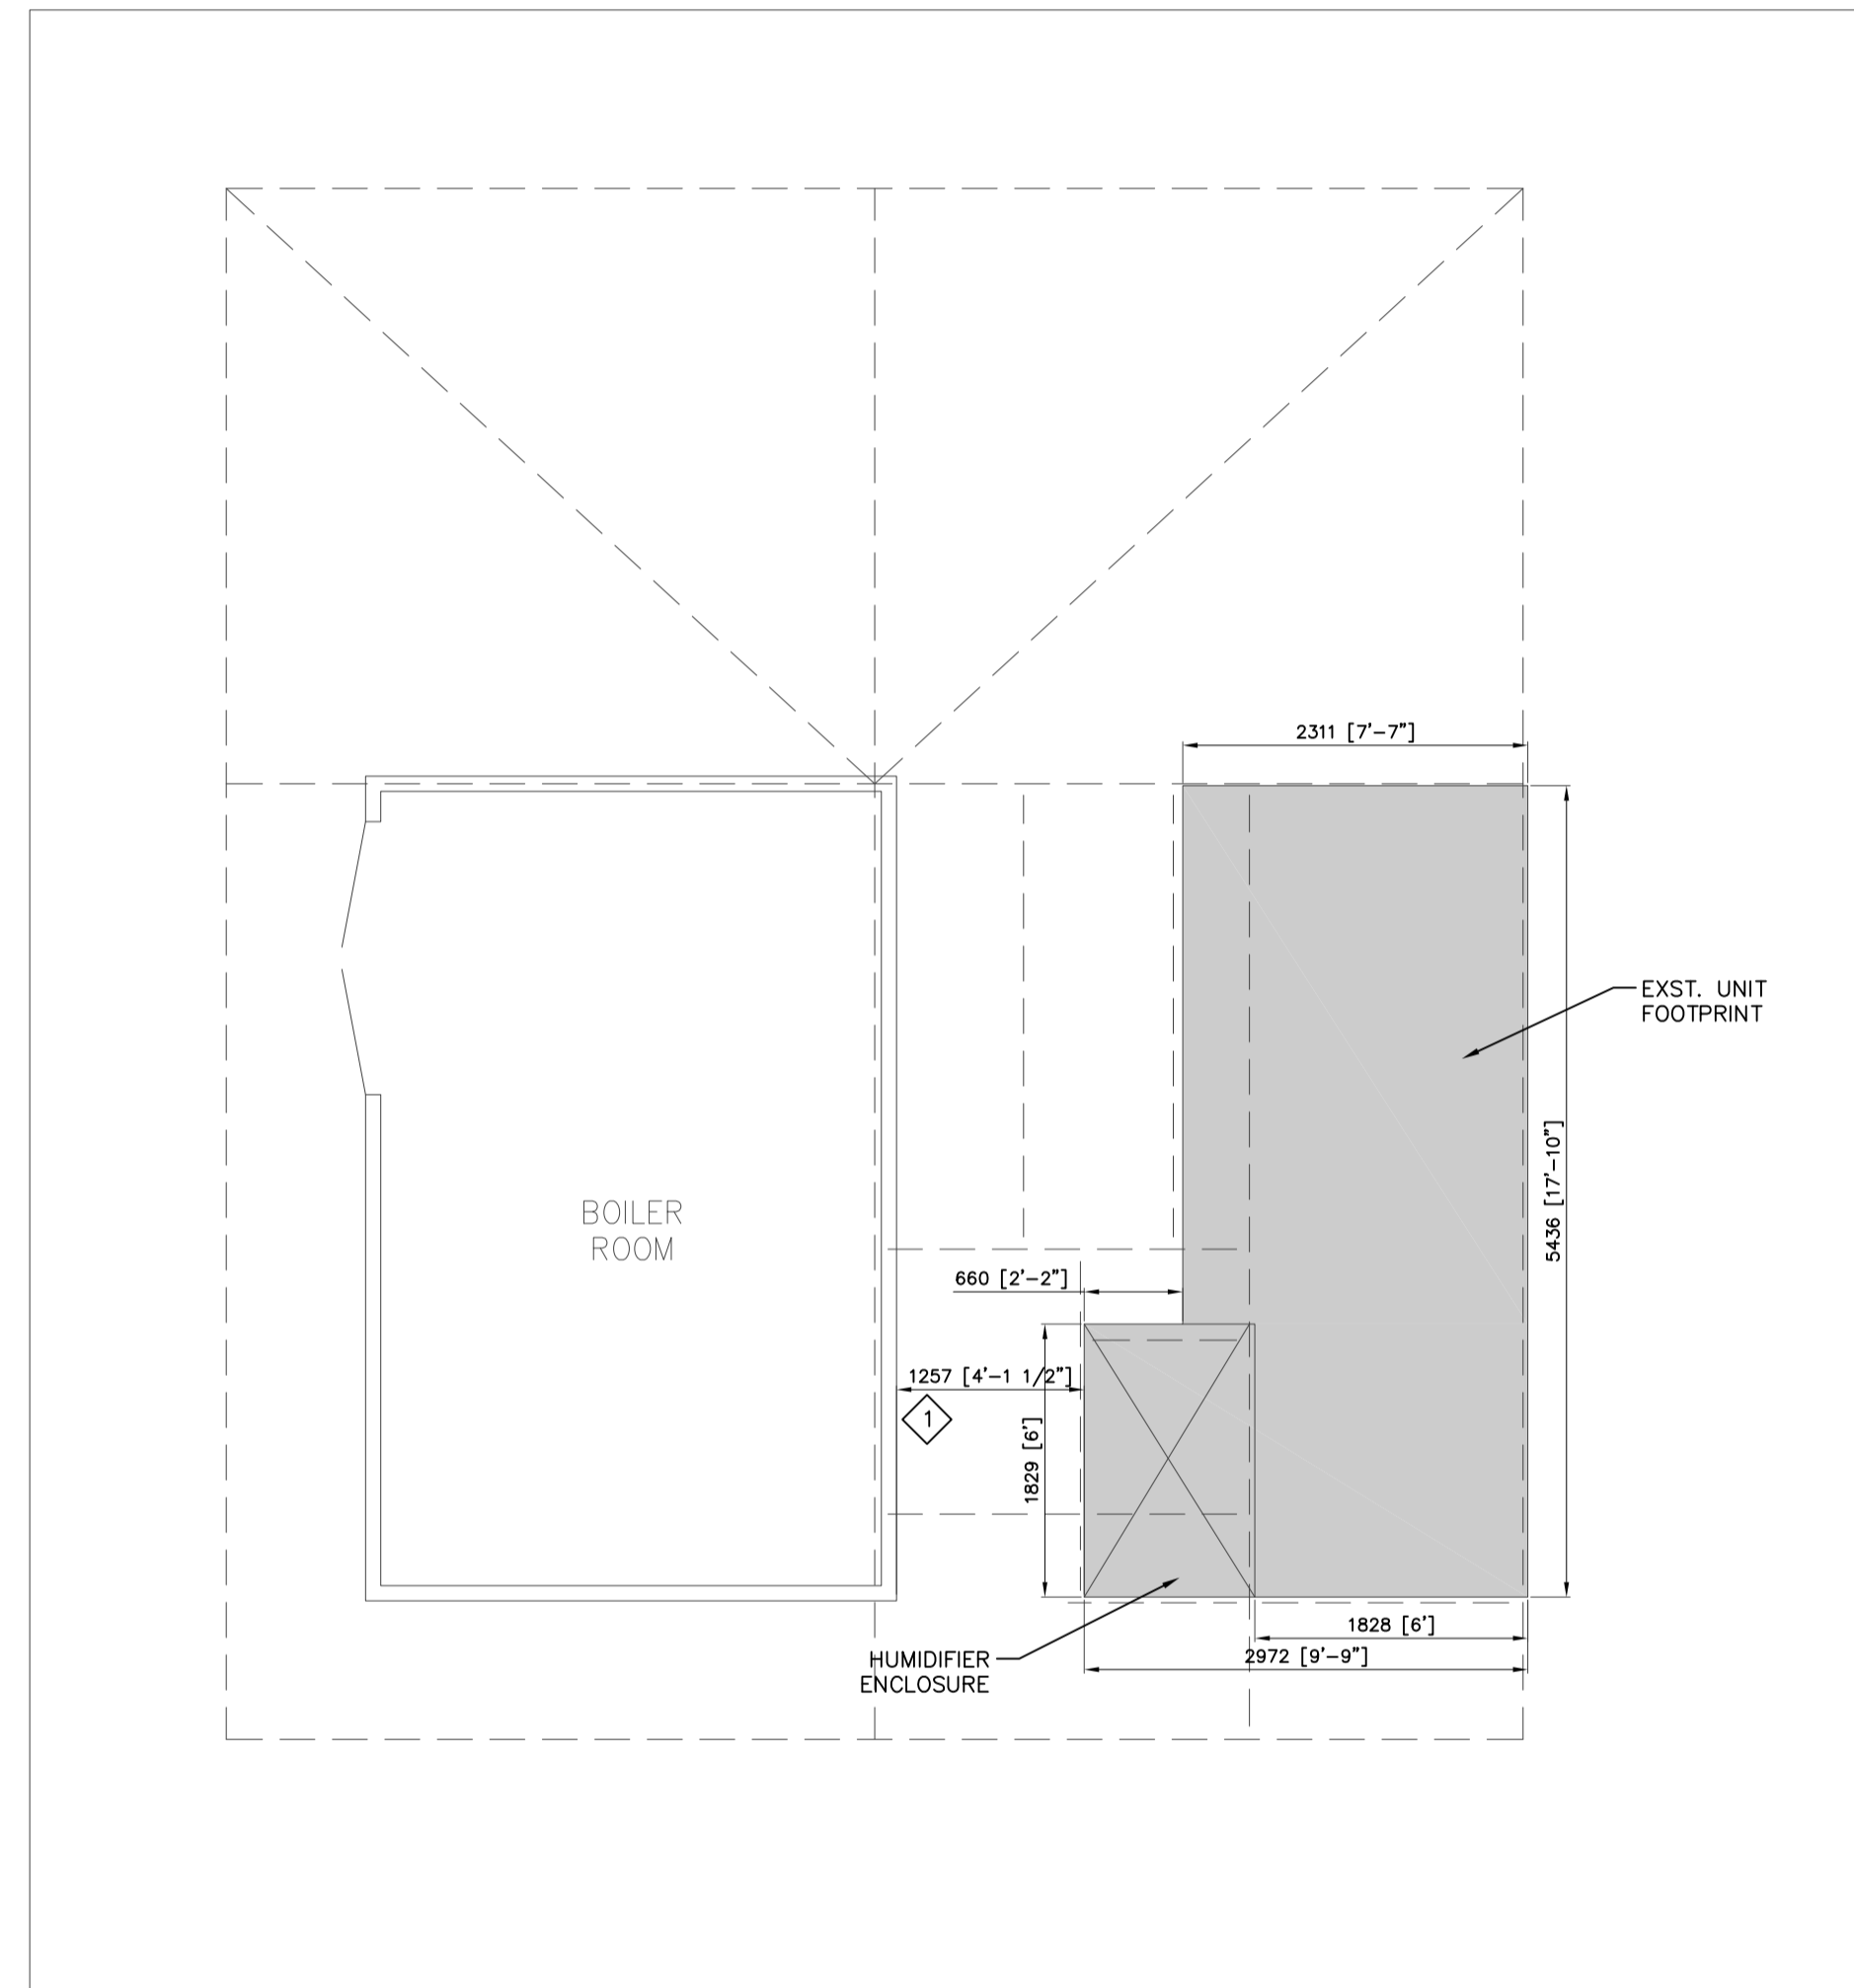 2311 [7'-7"]
EXST. UNIT
FOOTPRINT
5436 [17'-10"]
BOILER
ROOM
660 [2'-2"]
1257 [4'-1 1/2"]
1
1829 [6']
1828 [6']
HUMIDIFIER
ENCLOSURE
2972 [9'-9"]